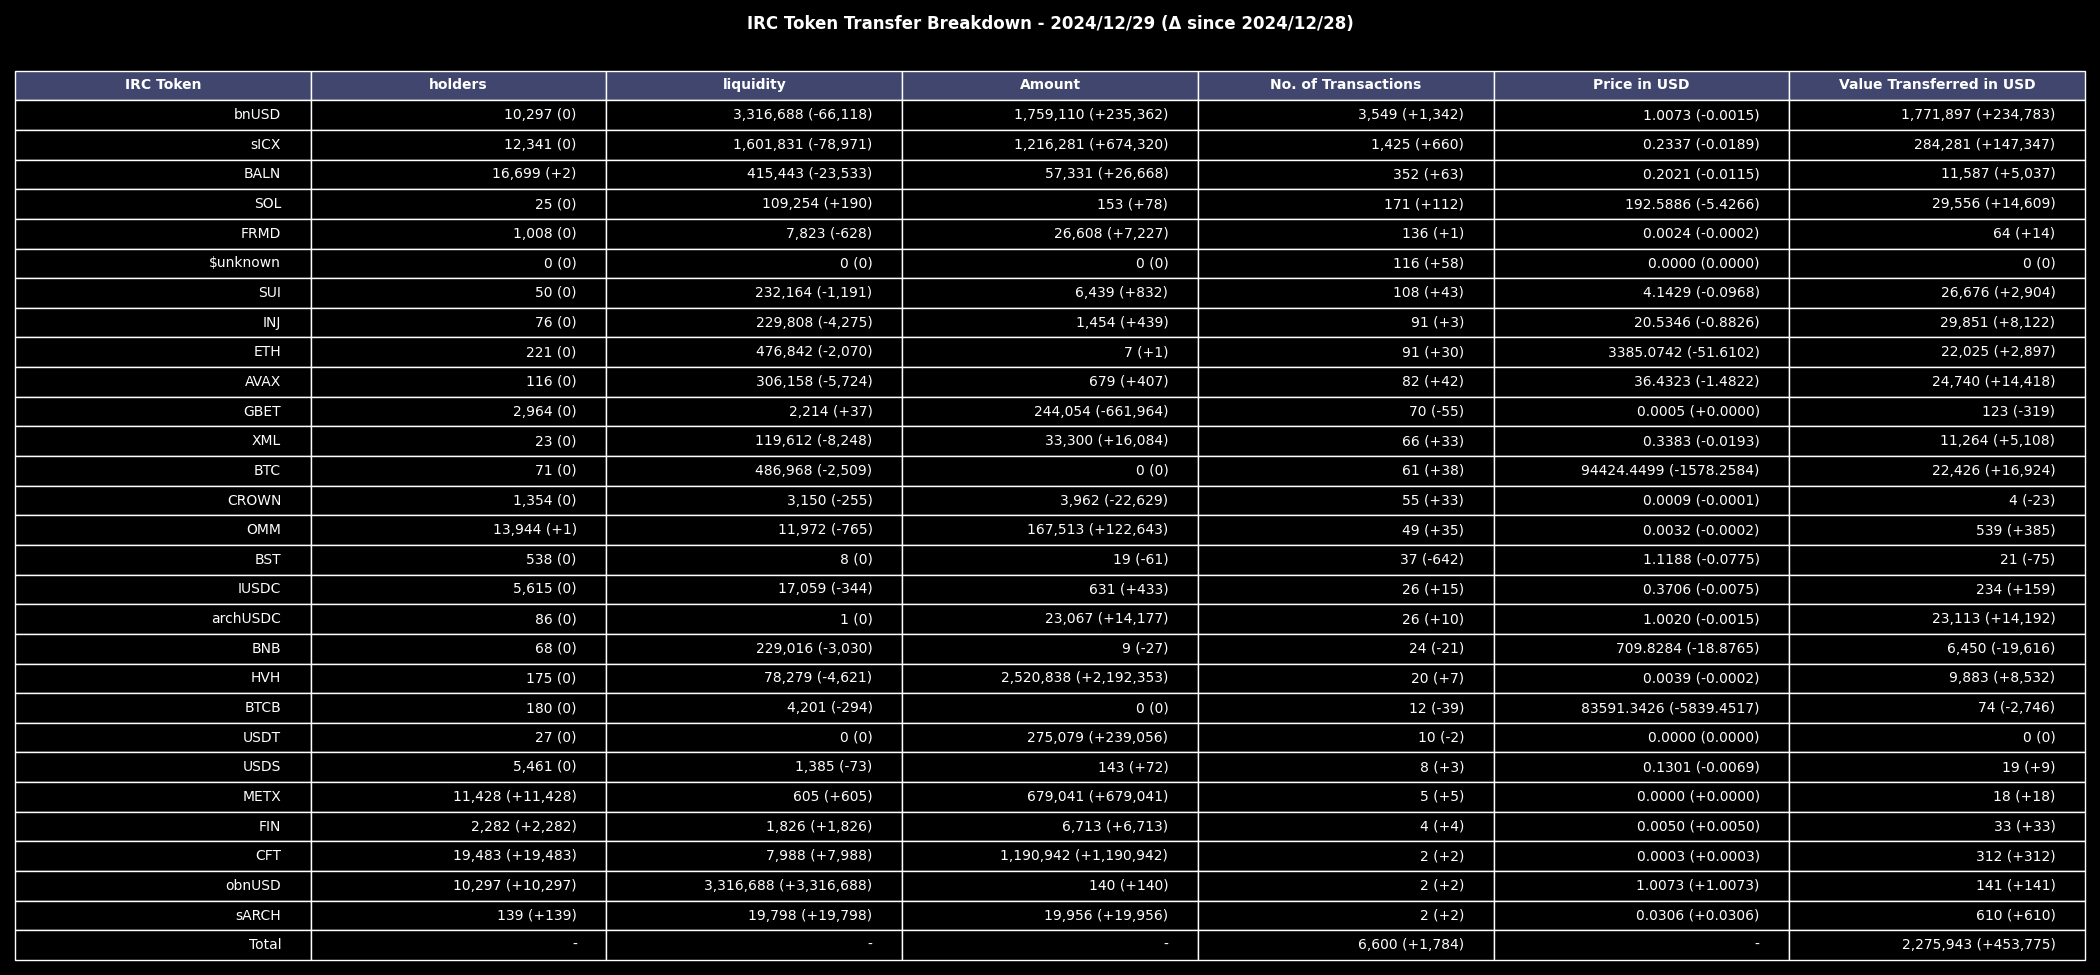 IRC Token Transfer Breakdown - 2024/12/29 (Δ since 2024/12/28)
IRC Token holders liquidity Amount No. of Transactions Price in USD Value Transferred in USD
bnUSD 10,297 (0) 3,316,688 (-66,118) 1,759,110 (+235,362) 3,549 (+1,342) 1.0073 (-0.0015) 1,771,897 (+234,783)
sICX 12,341 (0) 1,601,831 (-78,971) 1,216,281 (+674,320) 1,425 (+660) 0.2337 (-0.0189) 284,281 (+147,347)
BALN 16,699 (+2) 415,443 (-23,533) 57,331 (+26,668) 352 (+63) 0.2021 (-0.0115) 11,587 (+5,037)
SOL 25 (0) 109,254 (+190) 153 (+78) 171 (+112) 192.5886 (-5.4266) 29,556 (+14,609)
FRMD 1,008 (0) 7,823 (-628) 26,608 (+7,227) 136 (+1) 0.0024 (-0.0002) 64 (+14)
$unknown 0 (0) 0 (0) 0 (0) 116 (+58) 0.0000 (0.0000) 0 (0)
SUI 50 (0) 232,164 (-1,191) 6,439 (+832) 108 (+43) 4.1429 (-0.0968) 26,676 (+2,904)
INJ 76 (0) 229,808 (-4,275) 1,454 (+439) 91 (+3) 20.5346 (-0.8826) 29,851 (+8,122)
ETH 221 (0) 476,842 (-2,070) 7 (+1) 91 (+30) 3385.0742 (-51.6102) 22,025 (+2,897)
AVAX 116 (0) 306,158 (-5,724) 679 (+407) 82 (+42) 36.4323 (-1.4822) 24,740 (+14,418)
GBET 2,964 (0) 2,214 (+37) 244,054 (-661,964) 70 (-55) 0.0005 (+0.0000) 123 (-319)
XML 23 (0) 119,612 (-8,248) 33,300 (+16,084) 66 (+33) 0.3383 (-0.0193) 11,264 (+5,108)
BTC 71 (0) 486,968 (-2,509) 0 (0) 61 (+38) 94424.4499 (-1578.2584) 22,426 (+16,924)
CROWN 1,354 (0) 3,150 (-255) 3,962 (-22,629) 55 (+33) 0.0009 (-0.0001) 4 (-23)
OMM 13,944 (+1) 11,972 (-765) 167,513 (+122,643) 49 (+35) 0.0032 (-0.0002) 539 (+385)
BST 538 (0) 8 (0) 19 (-61) 37 (-642) 1.1188 (-0.0775) 21 (-75)
IUSDC 5,615 (0) 17,059 (-344) 631 (+433) 26 (+15) 0.3706 (-0.0075) 234 (+159)
archUSDC 86 (0) 1 (0) 23,067 (+14,177) 26 (+10) 1.0020 (-0.0015) 23,113 (+14,192)
BNB 68 (0) 229,016 (-3,030) 9 (-27) 24 (-21) 709.8284 (-18.8765) 6,450 (-19,616)
HVH 175 (0) 78,279 (-4,621) 2,520,838 (+2,192,353) 20 (+7) 0.0039 (-0.0002) 9,883 (+8,532)
BTCB 180 (0) 4,201 (-294) 0 (0) 12 (-39) 83591.3426 (-5839.4517) 74 (-2,746)
USDT 27 (0) 0 (0) 275,079 (+239,056) 10 (-2) 0.0000 (0.0000) 0 (0)
USDS 5,461 (0) 1,385 (-73) 143 (+72) 8 (+3) 0.1301 (-0.0069) 19 (+9)
METX 11,428 (+11,428) 605 (+605) 679,041 (+679,041) 5 (+5) 0.0000 (+0.0000) 18 (+18)
FIN 2,282 (+2,282) 1,826 (+1,826) 6,713 (+6,713) 4 (+4) 0.0050 (+0.0050) 33 (+33)
CFT 19,483 (+19,483) 7,988 (+7,988) 1,190,942 (+1,190,942) 2 (+2) 0.0003 (+0.0003) 312 (+312)
obnUSD 10,297 (+10,297) 3,316,688 (+3,316,688) 140 (+140) 2 (+2) 1.0073 (+1.0073) 141 (+141)
sARCH 139 (+139) 19,798 (+19,798) 19,956 (+19,956) 2 (+2) 0.0306 (+0.0306) 610 (+610)
Total - - - 6,600 (+1,784) - 2,275,943 (+453,775)